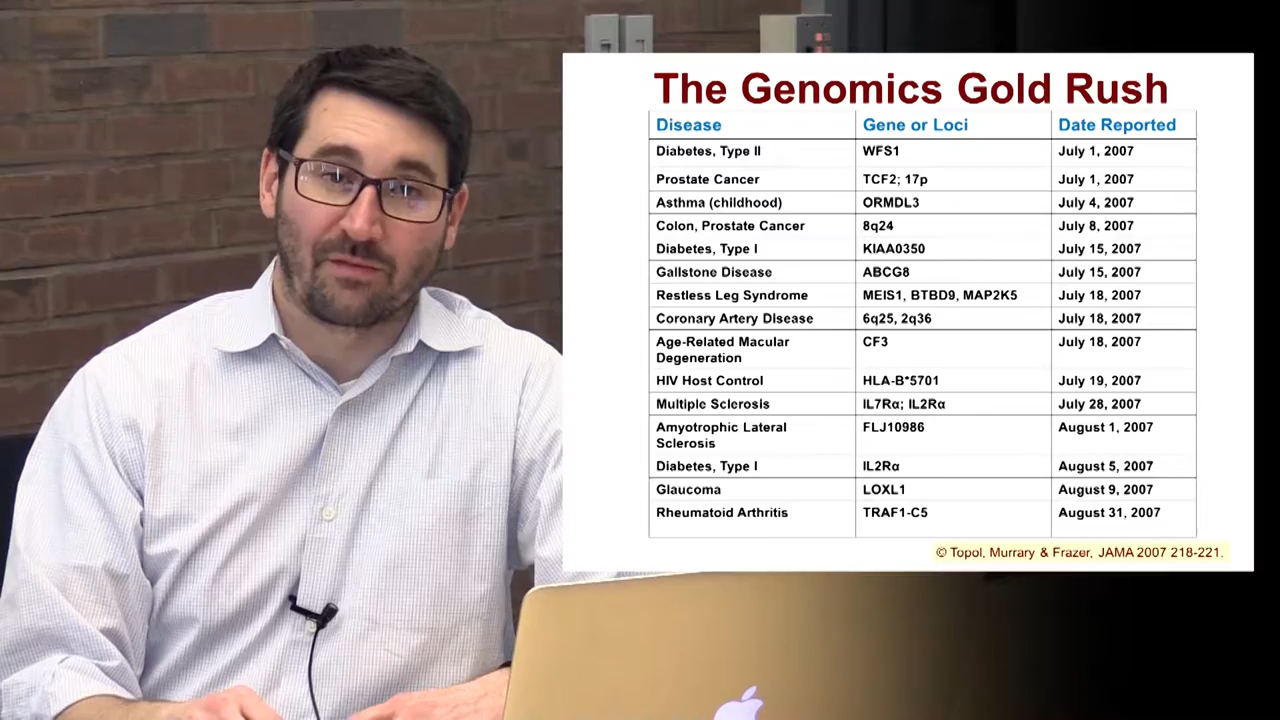 The Genomics Gold Rush
Disease Gene or Loci Date Reported
Diabetes, Type II WFS1 July 1, 2007
Prostate Cancer TCF2; 17p July 1, 2007
Asthma (childhood) ORMDL3 July 4, 2007
Colon, Prostate Cancer 8q24 July 8, 2007
Diabetes, Type I KIAA0350 July 15, 2007
Gallstone Disease ABCG8 July 15, 2007
Restless Leg Syndrome MEIS1, BTBD9, MAP2K5 July 18, 2007
Coronary Artery Disease 6q25, 2q36 July 18, 2007
Age-Related Macular CF3 July 18, 2007
Degeneration
HIV Host Control HLA-B*5701 July 19, 2007
Multiple Sclerosis IL7Rα; IL2Rα July 28, 2007
Amyotrophic Lateral FLJ10986 August 1, 2007
Sclerosis
Diabetes, Type I IL2Rα August 5, 2007
Glaucoma LOXL1 August 9, 2007
Rheumatoid Arthritis TRAF1-C5 August 31, 2007
© Topol, Murrary & Frazer, JAMA 2007 218-221.